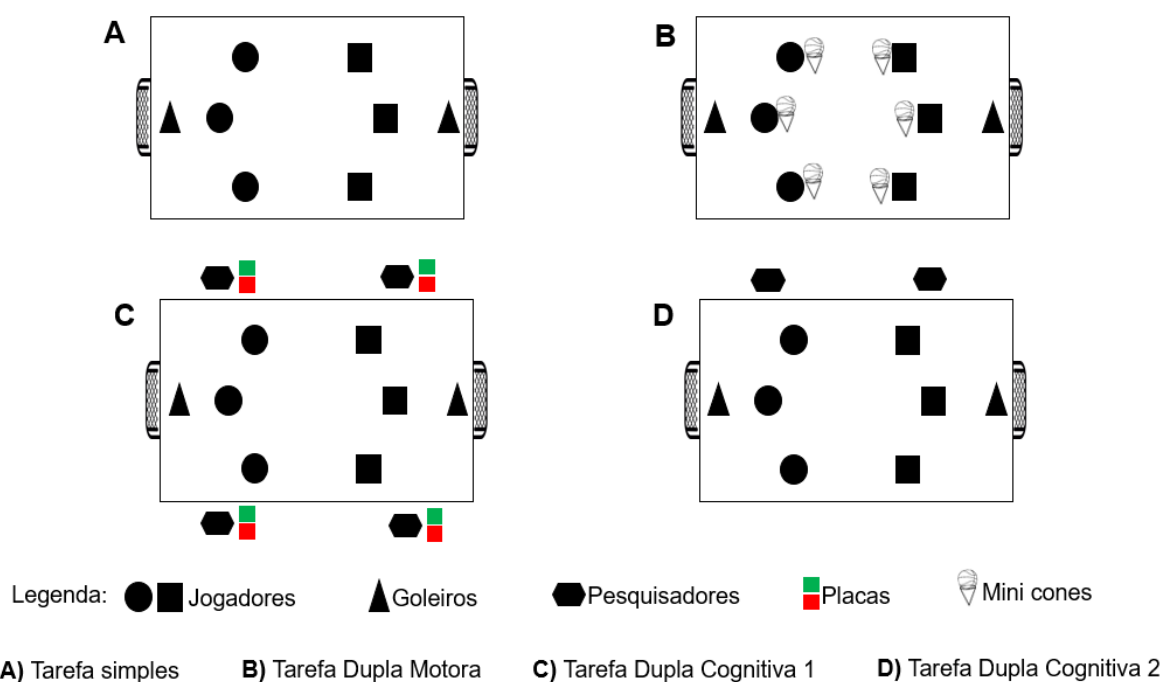 A
B
C
D
Legenda: Jogadores Goleiros Pesquisadores Placas Mini cones
A) Tarefa simples B) Tarefa Dupla Motora C) Tarefa Dupla Cognitiva 1 D) Tarefa Dupla Cognitiva 2